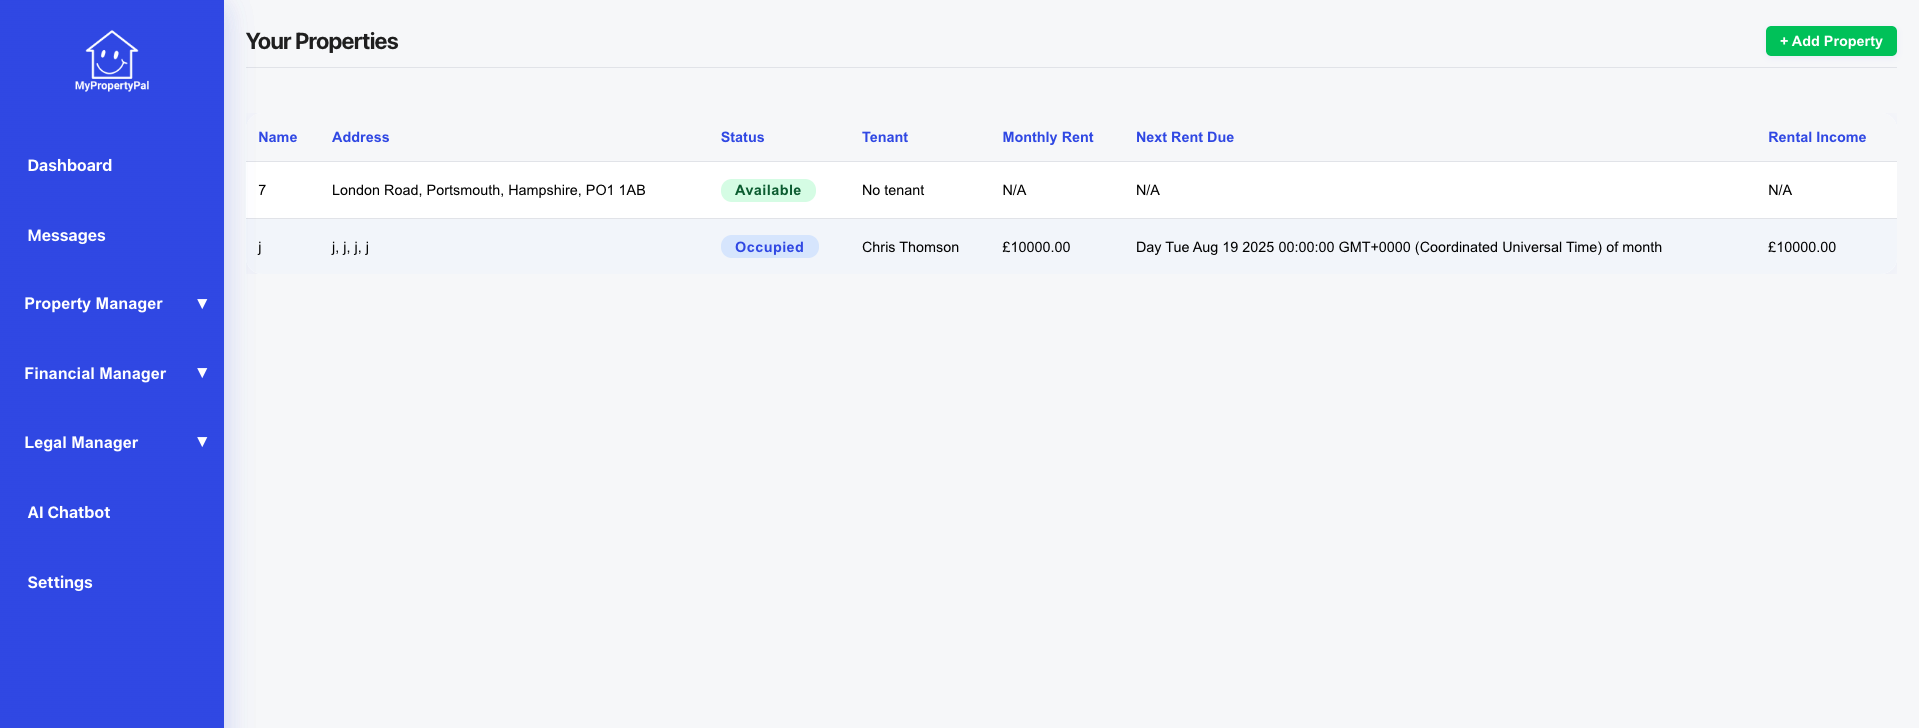 MyPropertyPal
Dashboard
Messages
Property Manager ▼
Financial Manager ▼
Legal Manager ▼
AI Chatbot
Settings
Your Properties
+ Add Property
Name Address Status Tenant Monthly Rent Next Rent Due Rental Income
7 London Road, Portsmouth, Hampshire, PO1 1AB Available No tenant N/A N/A N/A
j j, j, j, j Occupied Chris Thomson £10000.00 Day Tue Aug 19 2025 00:00:00 GMT+0000 (Coordinated Universal Time) of month £10000.00